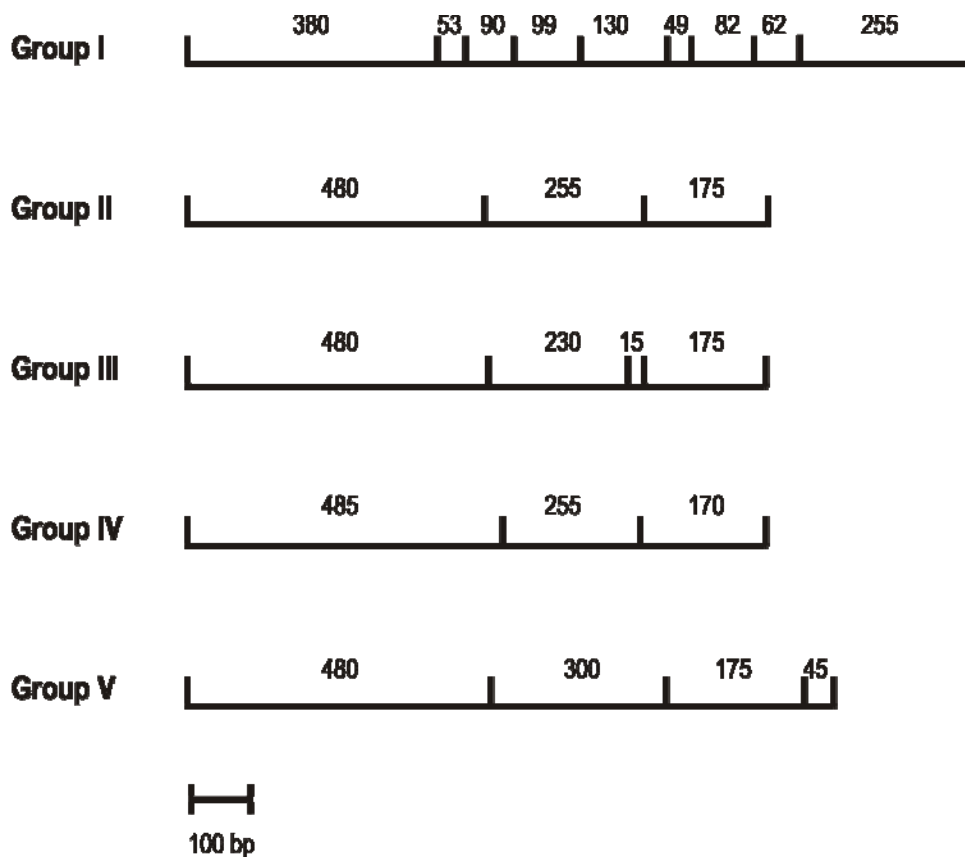 380 53 90 99 130 49 82 62 255
Group I
480 255 175
Group II
480 230 15 175
Group III
485 255 170
Group IV
480 300 175 45
Group V
100 bp